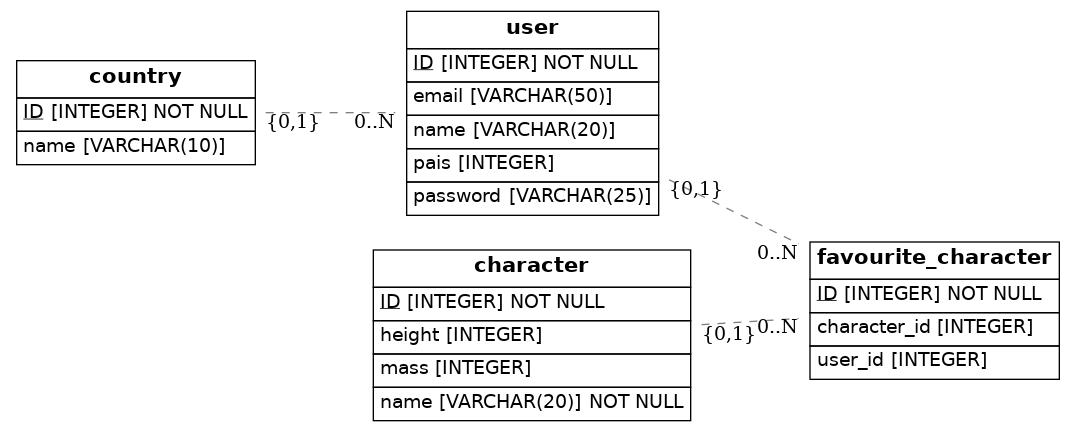 country
ID [INTEGER] NOT NULL
name [VARCHAR(10)]
{0,1}
0..N
user
ID [INTEGER] NOT NULL
email [VARCHAR(50)]
name [VARCHAR(20)]
pais [INTEGER]
password [VARCHAR(25)]
{0,1}
0..N
character
ID [INTEGER] NOT NULL
height [INTEGER]
mass [INTEGER]
name [VARCHAR(20)] NOT NULL
{0,1}
0..N
favourite_character
ID [INTEGER] NOT NULL
character_id [INTEGER]
user_id [INTEGER]